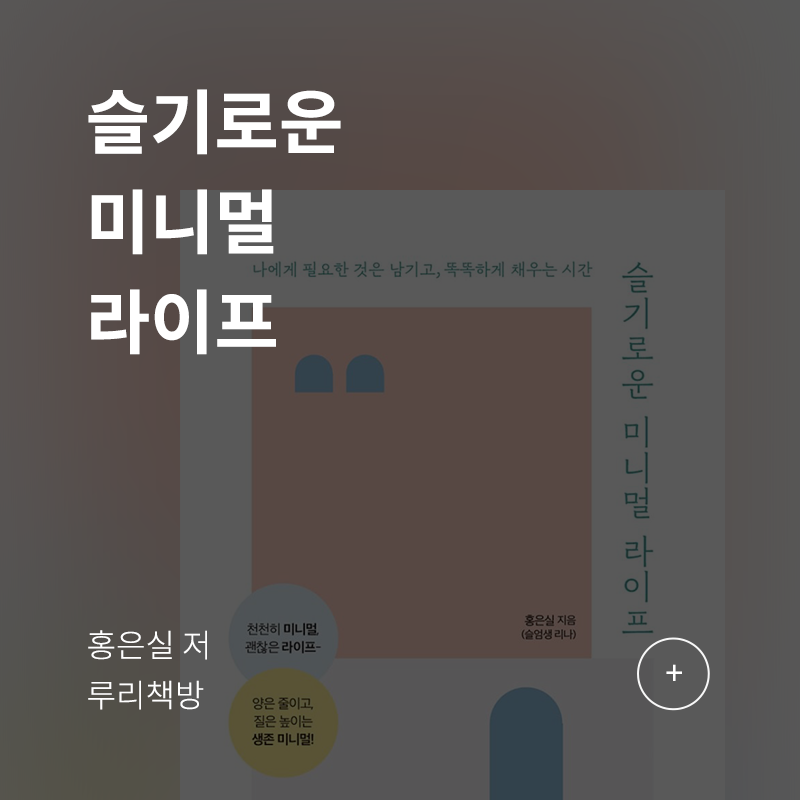 슬기로운
미니멀
라이프
나에게 필요한 것은 남기고, 똑똑하게 채우는 시간
슬기로운 미니멀 라이프
홍은실 지음
(슬엄생 리나)
천천히 미니멀,
괜찮은 라이프~
양은 줄이고,
질은 높이는
생존 미니멀!
홍은실 저
루리책방
+